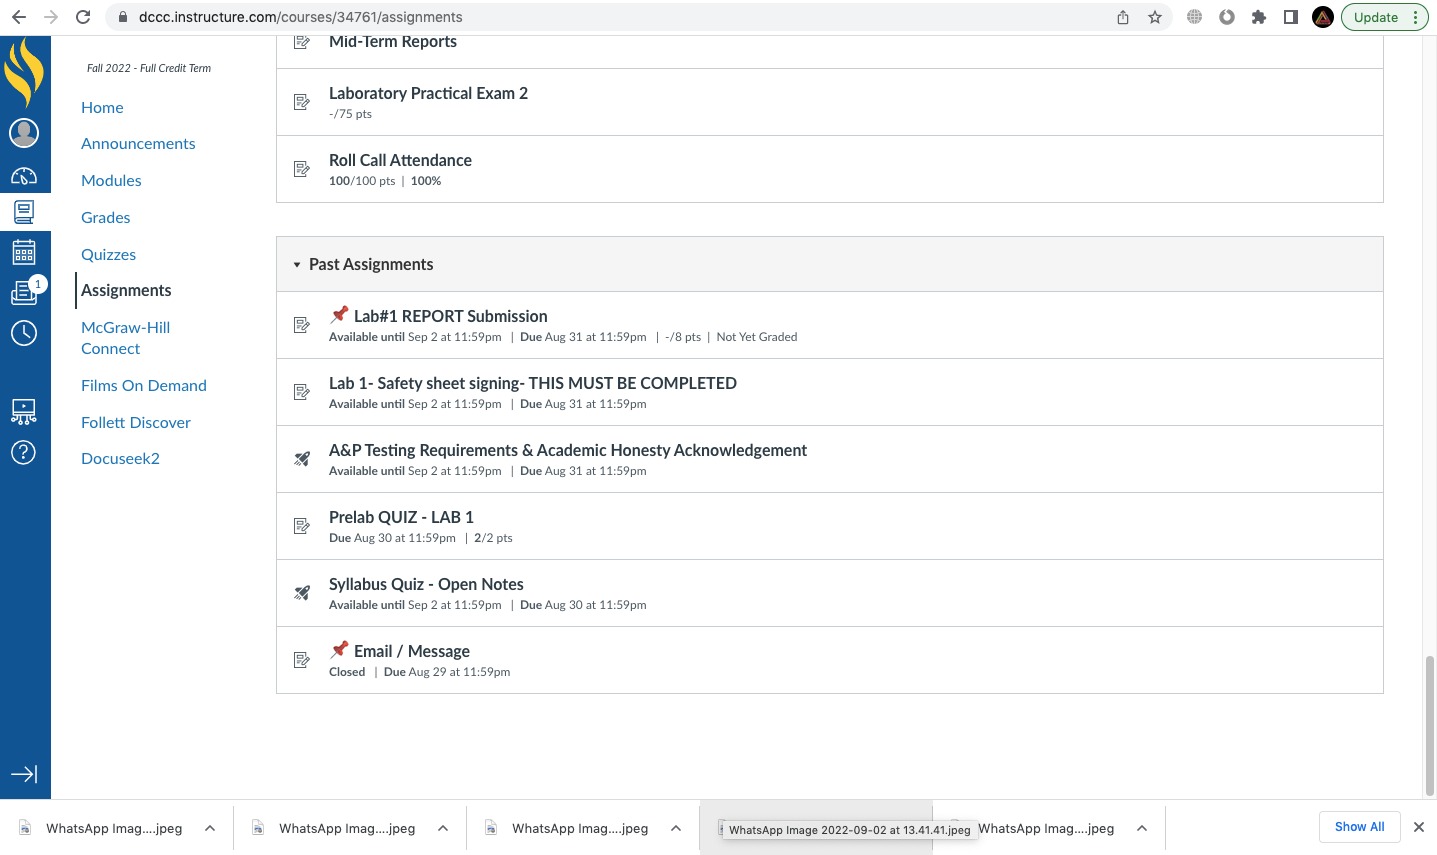 dccc.instructure.com/courses/34761/assignments
Update
Fall 2022 - Full Credit Term
Home
Announcements
Modules
Grades
Quizzes
Assignments
McGraw-Hill
Connect
Films On Demand
Follett Discover
Docuseek2
1
Mid-Term Reports
Laboratory Practical Exam 2
-/75 pts
Roll Call Attendance
100/100 pts | 100%
Past Assignments
Lab#1 REPORT Submission
Available until Sep 2 at 11:59pm | Due Aug 31 at 11:59pm | -/8 pts | Not Yet Graded
Lab 1- Safety sheet signing- THIS MUST BE COMPLETED
Available until Sep 2 at 11:59pm | Due Aug 31 at 11:59pm
A&P Testing Requirements & Academic Honesty Acknowledgement
Available until Sep 2 at 11:59pm | Due Aug 31 at 11:59pm
Prelab QUIZ - LAB 1
Due Aug 30 at 11:59pm | 2/2 pts
Syllabus Quiz - Open Notes
Available until Sep 2 at 11:59pm | Due Aug 30 at 11:59pm
Email / Message
Closed | Due Aug 29 at 11:59pm
WhatsApp Imag....jpeg
WhatsApp Imag....jpeg
WhatsApp Imag....jpeg
WhatsApp Image 2022-09-02 at 13.41.41.jpeg
WhatsApp Imag....jpeg
Show All